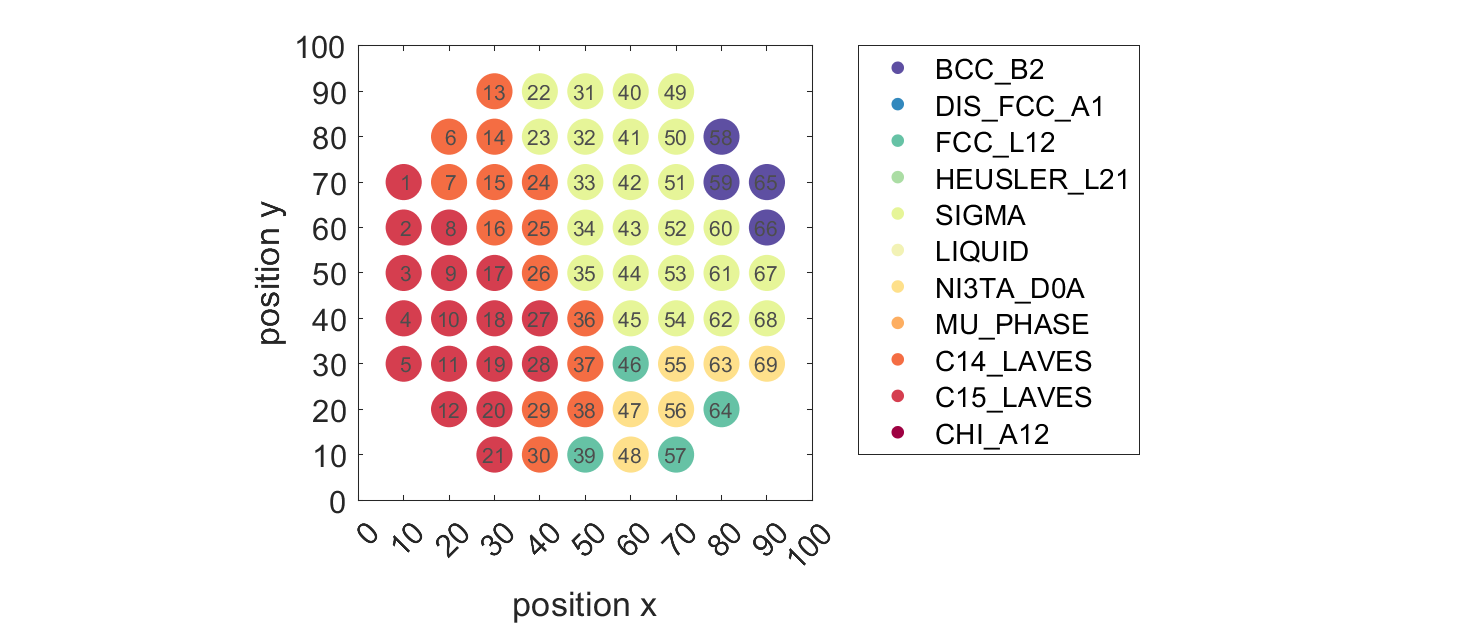 100
90
80
70
60
50
40
30
20
10
0
position y
13 22 31 40 49
6 14 23 32 41 50 58
1 7 15 24 33 42 51 59 65
2 8 16 25 34 43 52 60 66
3 9 17 26 35 44 53 61 67
4 10 18 27 36 45 54 62 68
5 11 19 28 37 46 55 63 69
12 20 29 38 47 56 64
21 30 39 48 57
0 10 20 30 40 50 60 70 80 90 100
position x
BCC_B2
DIS_FCC_A1
FCC_L12
HEUSLER_L21
SIGMA
LIQUID
NI3TA_D0A
MU_PHASE
C14_LAVES
C15_LAVES
CHI_A12